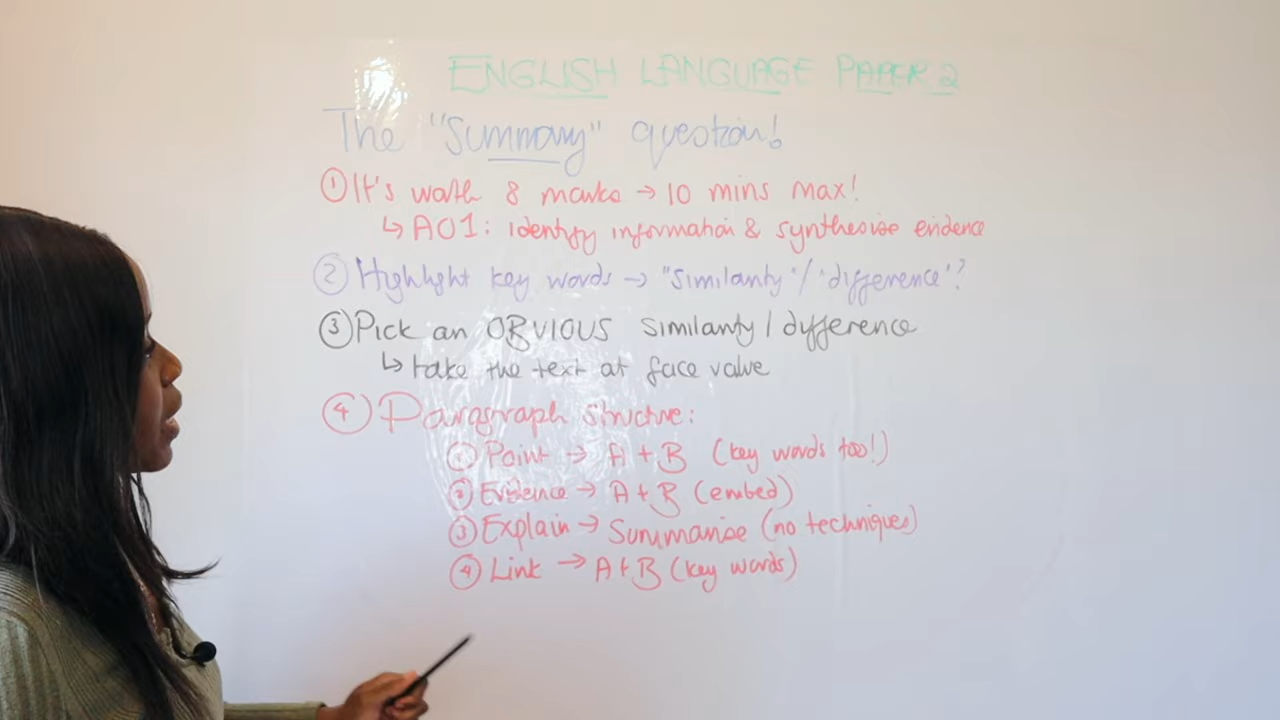 ENGLISH LANGUAGE PAPER 2
The "Summary" question!
① It's worth 8 marks → 10 mins max!
↳ AO1: identify information & synthesise evidence
② Highlight key words → "similarity" / 'difference'?
③ Pick an OBVIOUS similarity / difference
↳ take the text at face value
④ Paragraph structure:
① Point → A + B (key words too!)
② Evidence → A + B (embed)
③ Explain → Summarise (no techniques)
④ Link → A + B (key words)